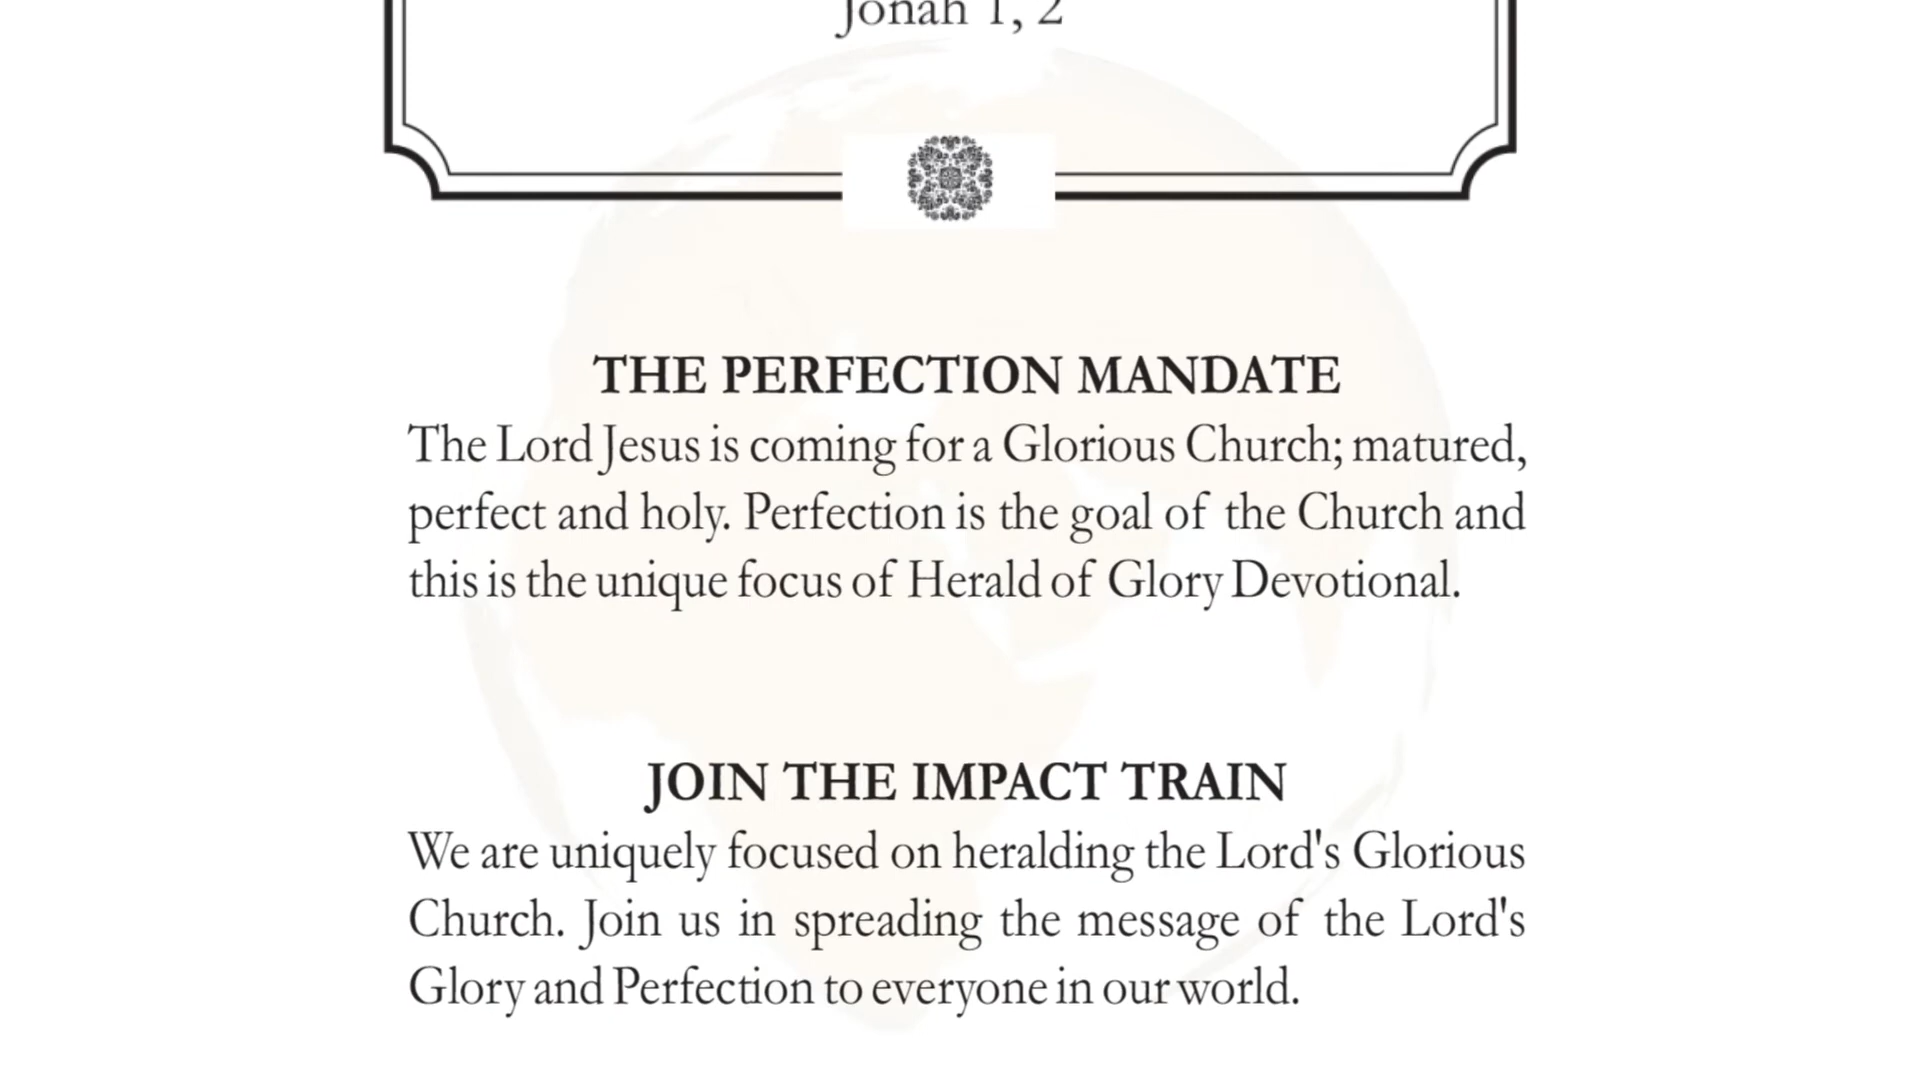 Jonah 1, 2
THE PERFECTION MANDATE
The Lord Jesus is coming for a Glorious Church; matured,
perfect and holy. Perfection is the goal of the Church and
this is the unique focus of Herald of Glory Devotional.
JOIN THE IMPACT TRAIN
We are uniquely focused on heralding the Lord's Glorious
Church. Join us in spreading the message of the Lord's
Glory and Perfection to everyone in our world.